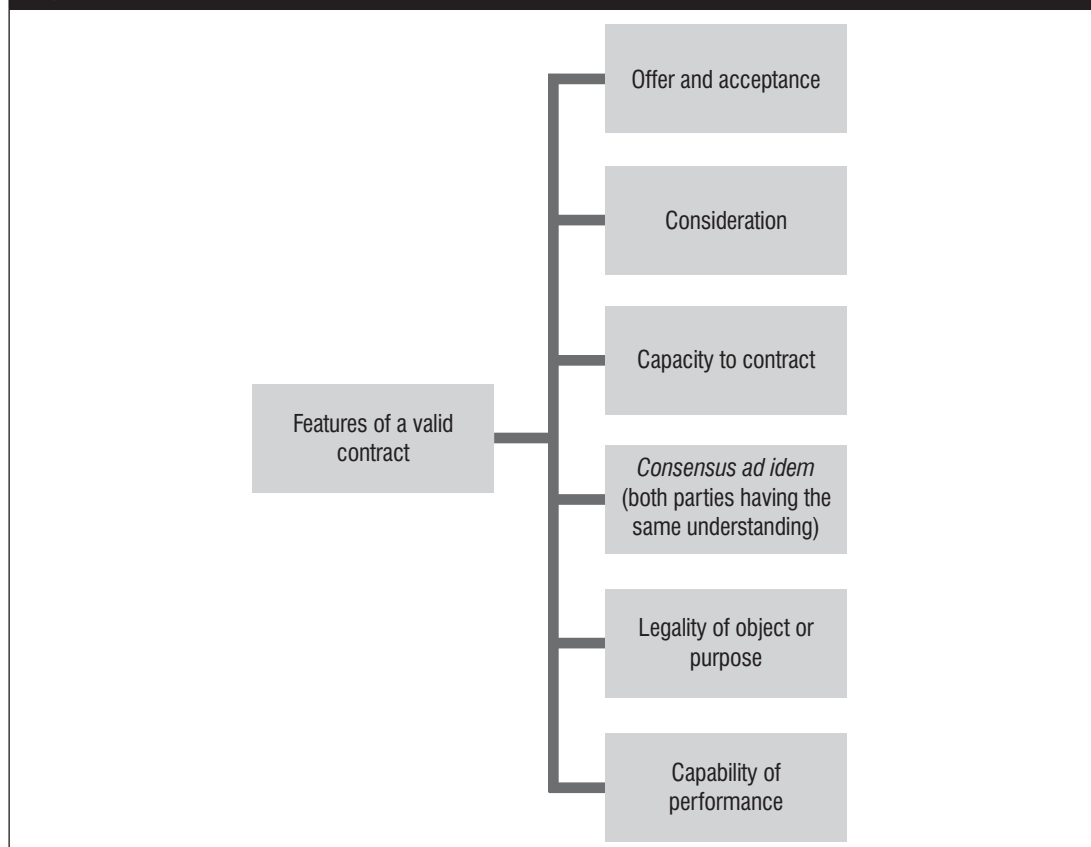 Offer and acceptance
Consideration
Capacity to contract
Features of a valid
contract
Consensus ad idem
(both parties having the
same understanding)
Legality of object or
purpose
Capability of
performance